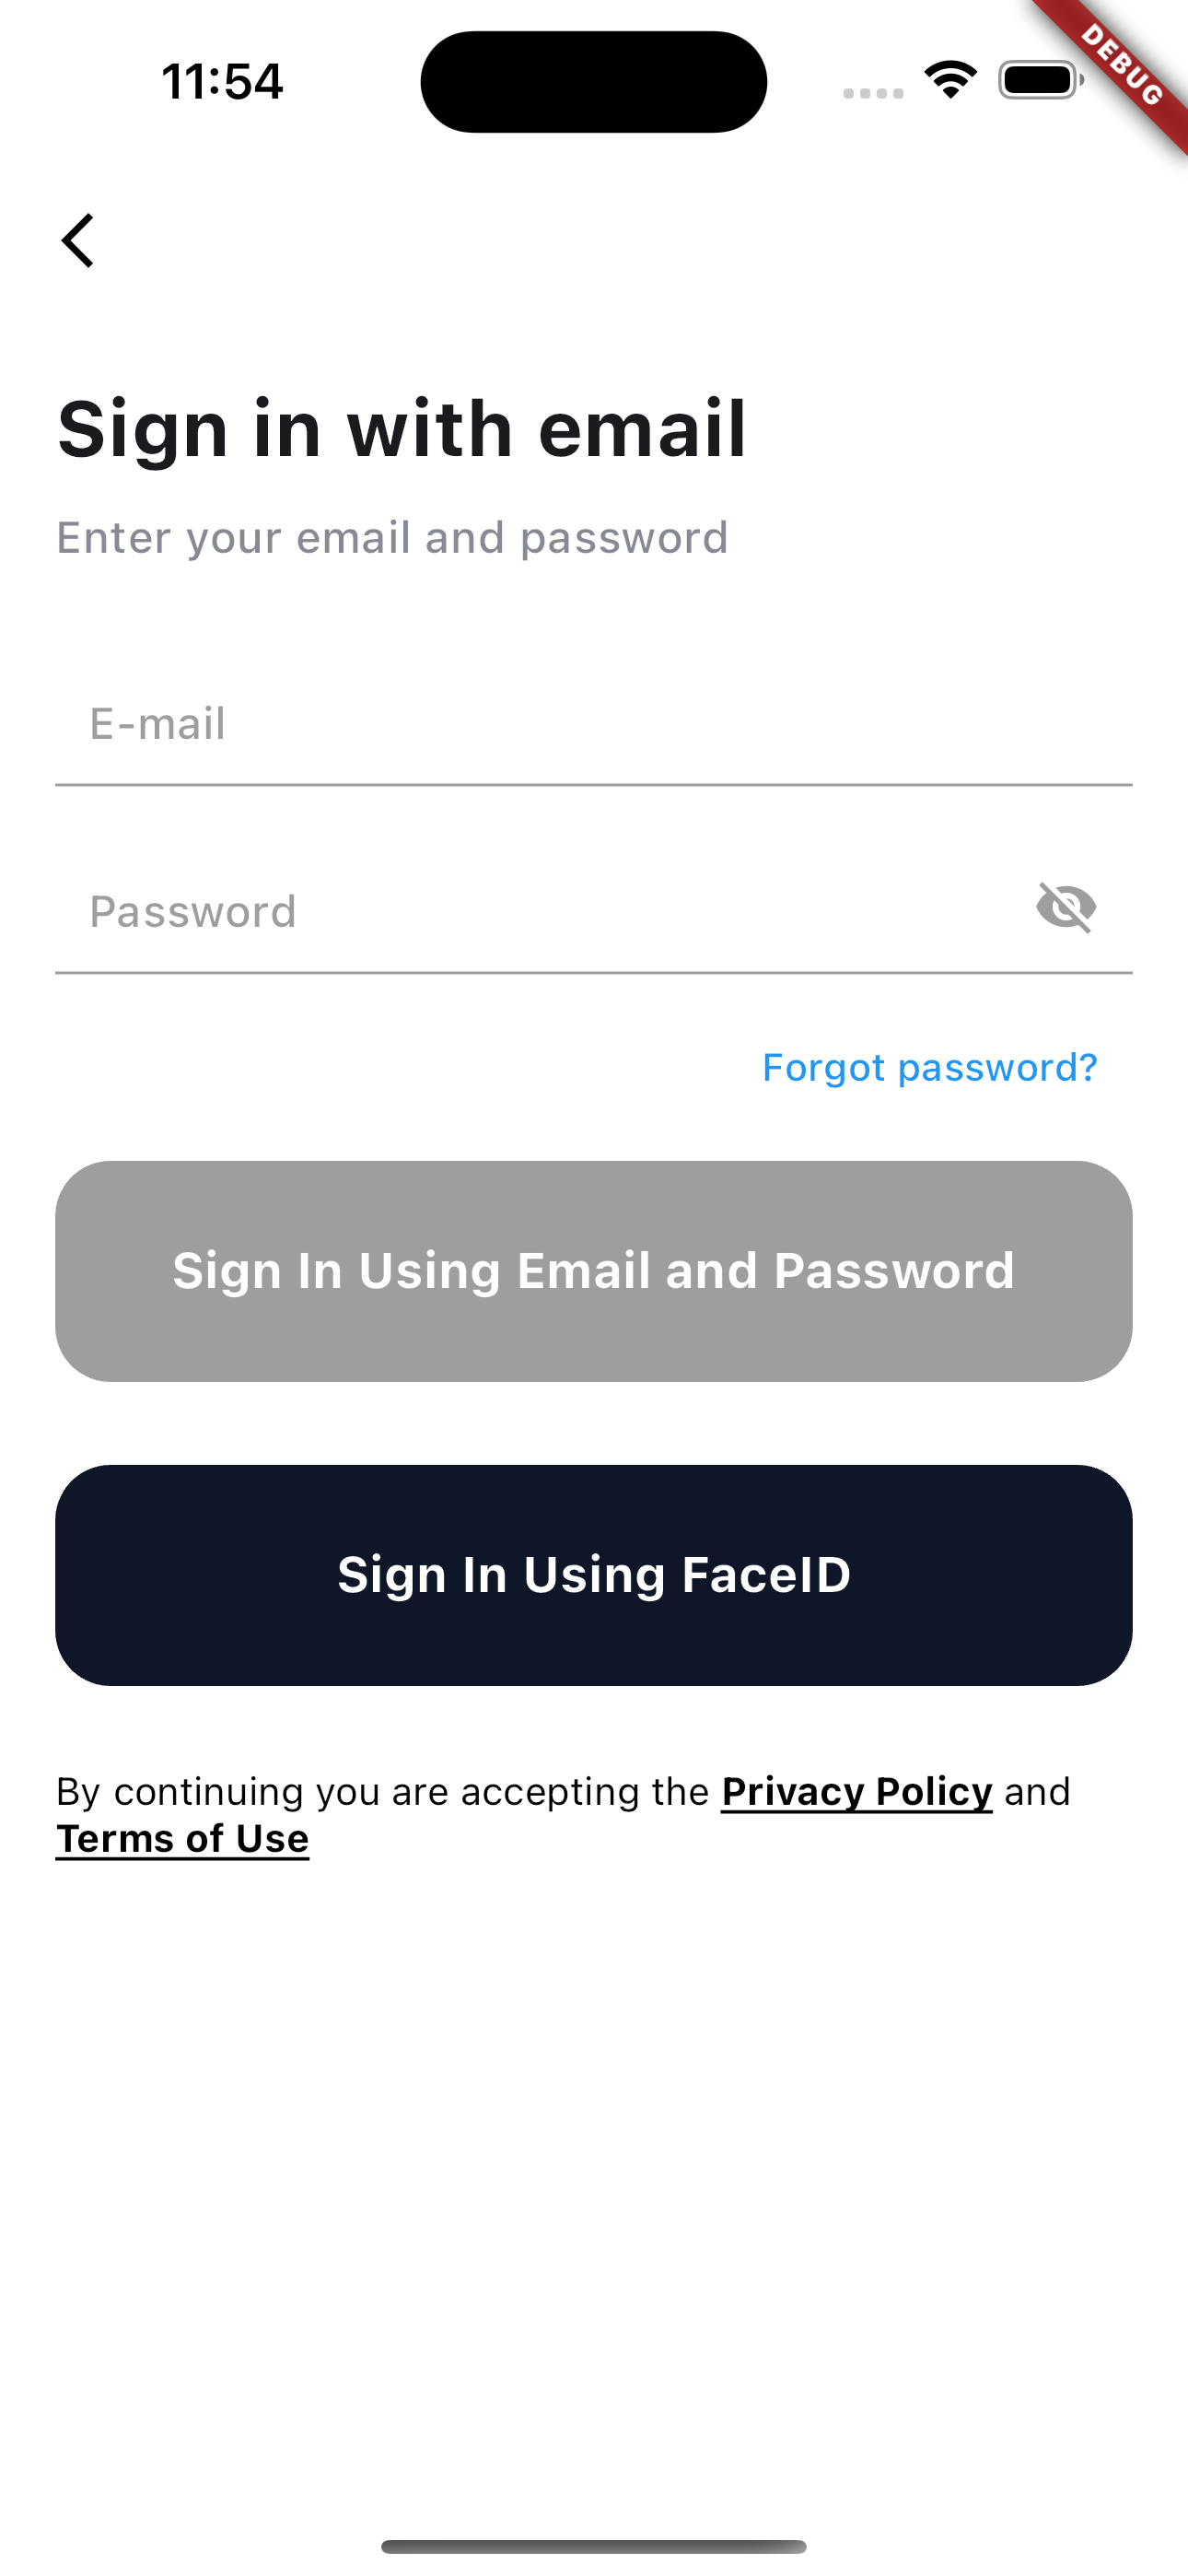 11:54
DEBUG
Sign in with email
Enter your email and password
E-mail
Password
Forgot password?
Sign In Using Email and Password
Sign In Using FaceID
By continuing you are accepting the Privacy Policy and
Terms of Use